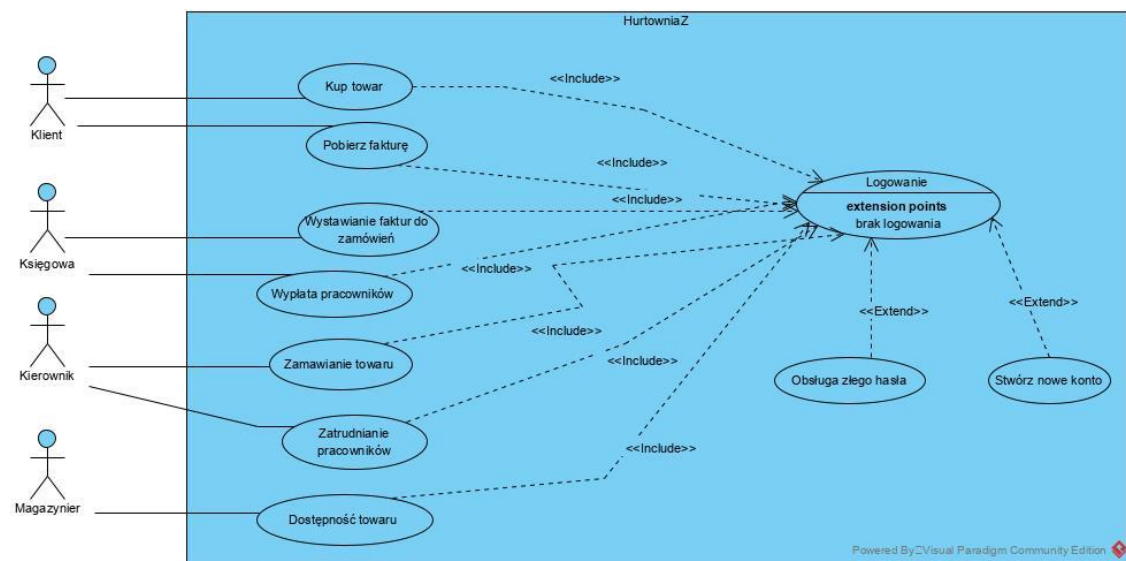 HurtowniaZ
Kup towar
<<Include>>
Klient
Pobierz fakturę
<<Include>>
Logowanie
extension points
brak logowania
Wystawianie faktur do
zamówień
<<Include>>
Księgowa
Wypłata pracowników
<<Include>>
<<Extend>>
<<Extend>>
Kierownik
Zamawianie towaru
<<Include>>
<<Include>>
Obsługa złego hasła
Stwórz nowe konto
Zatrudnianie
pracowników
<<Include>>
Magazynier
Dostępność towaru
Powered By Visual Paradigm Community Edition